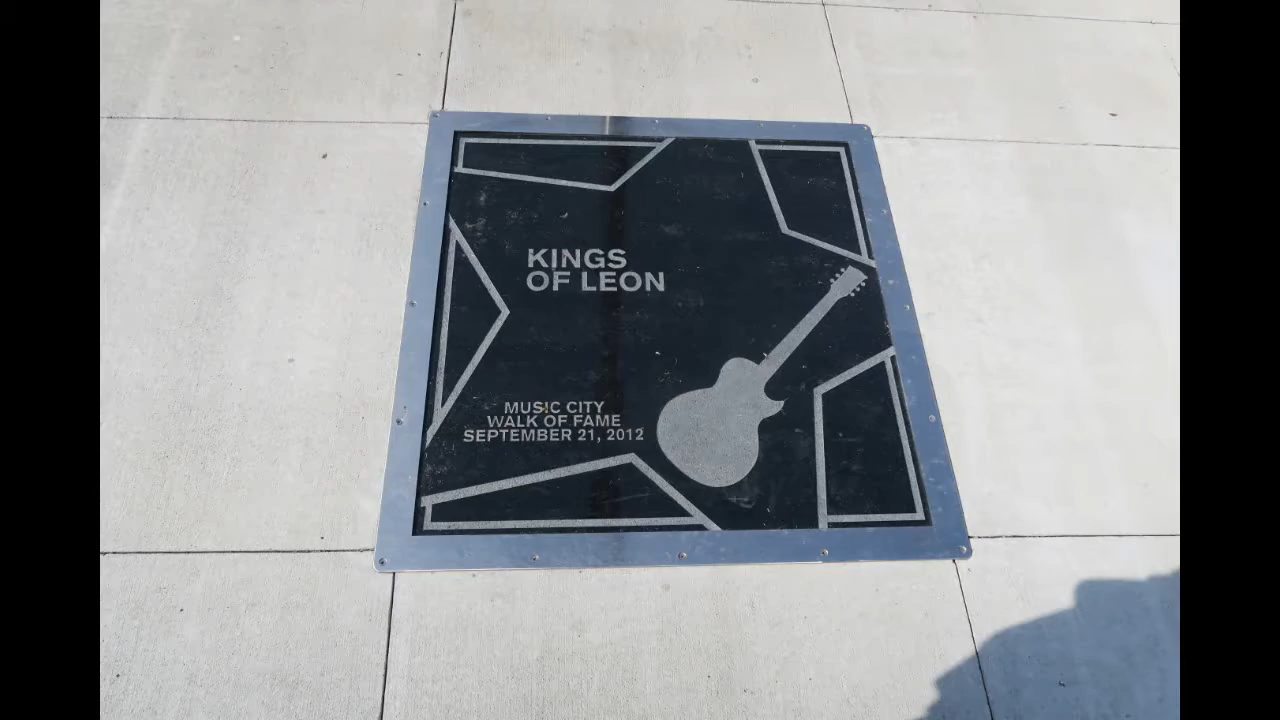 KINGS
OF LEON
MUSIC CITY
WALK OF FAME
SEPTEMBER 21, 2012